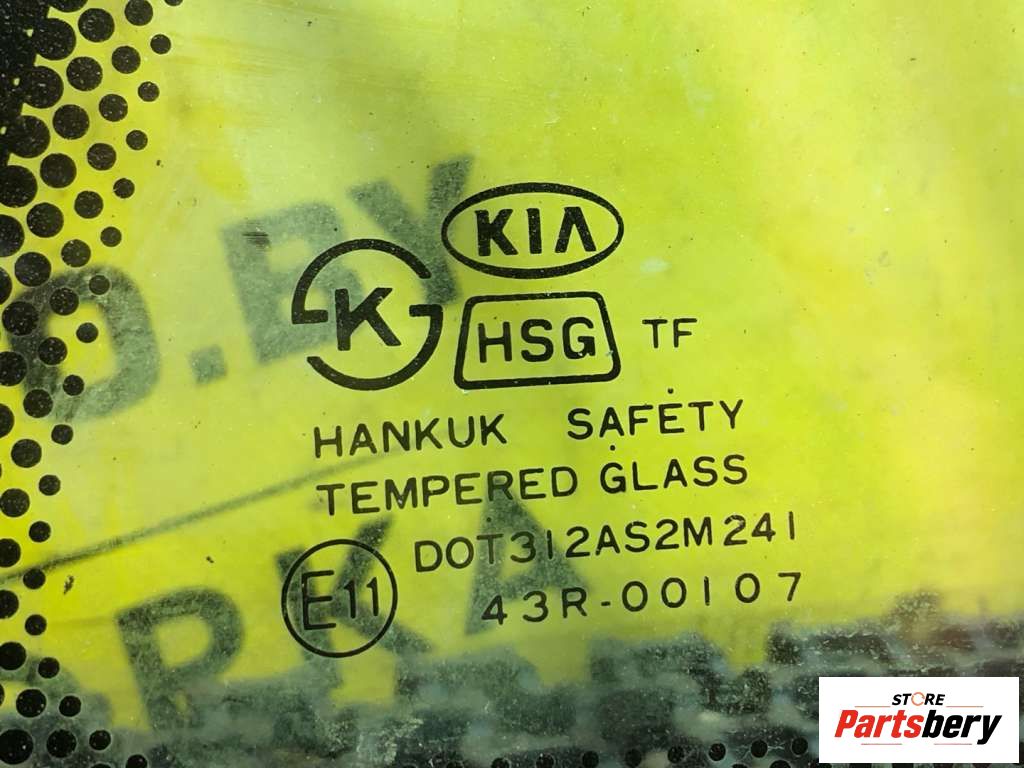 KIA
K
HSG TF
HANKUK SAFETY
TEMPERED GLASS
DOT312AS2M241
E11
43R-00107
STORE
Partsbery